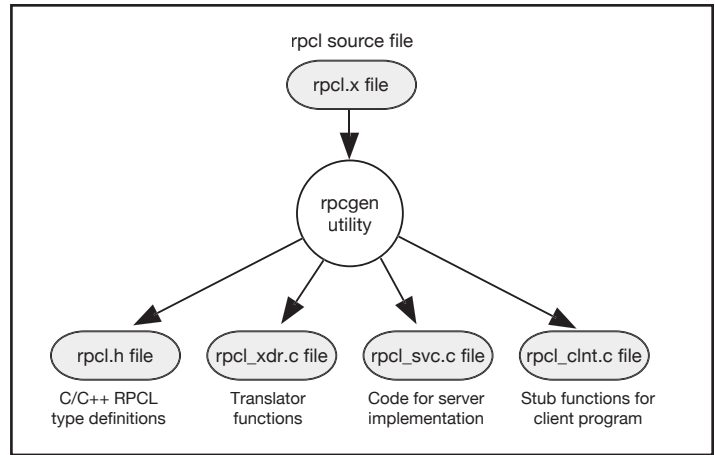 rpcl source file
rpcl.x file
rpcgen
utility
rpcl.h file
rpcl_xdr.c file
rpcl_svc.c file
rpcl_clnt.c file
C/C++ RPCL
type definitions
Translator
functions
Code for server
implementation
Stub functions for
client program